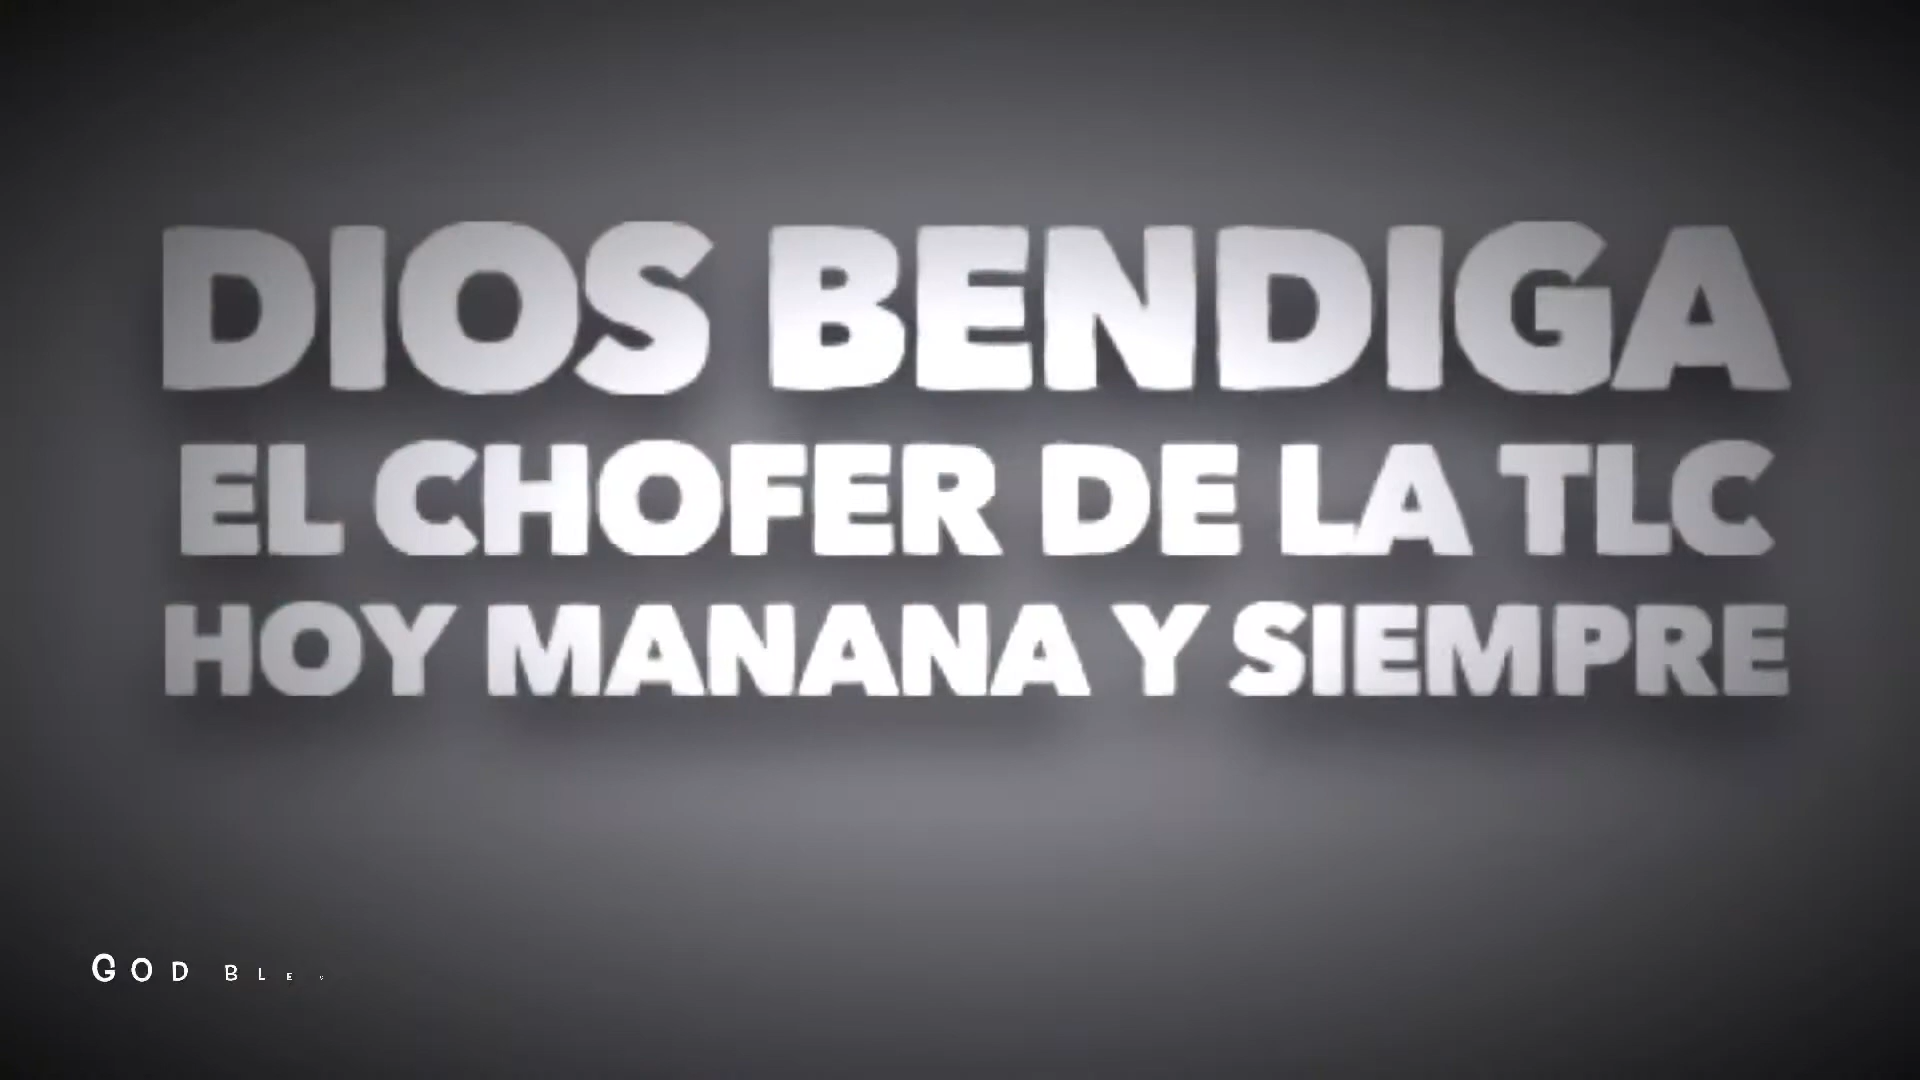 DIOS BENDIGA
EL CHOFER DE LA TLC
HOY MANANA Y SIEMPRE
GOD